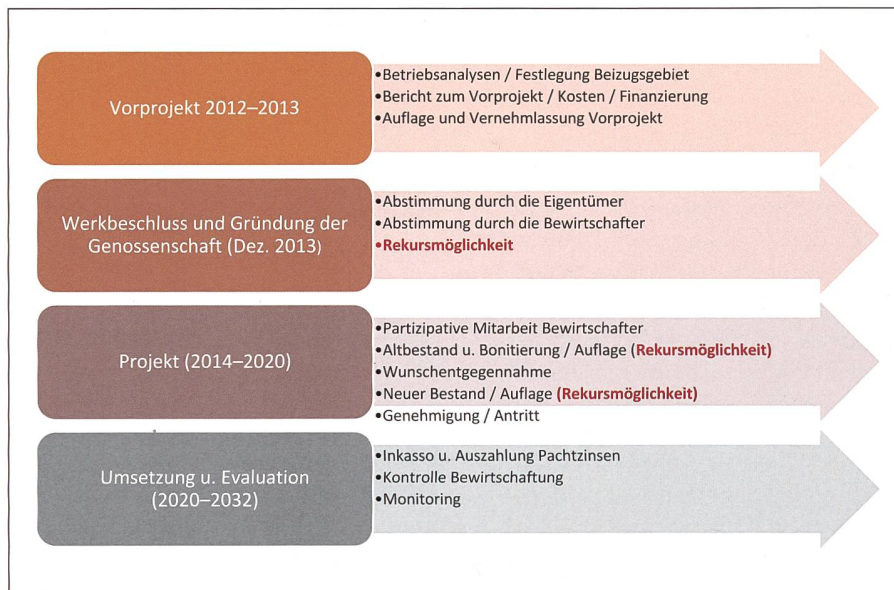 Vorprojekt 2012–2013
•Betriebsanalysen / Festlegung Beizugsgebiet
•Bericht zum Vorprojekt / Kosten / Finanzierung
•Auflage und Vernehmlassung Vorprojekt
Werkbeschluss und Gründung der
Genossenschaft (Dez. 2013)
•Abstimmung durch die Eigentümer
•Abstimmung durch die Bewirtschafter
•Rekursmöglichkeit
Projekt (2014–2020)
•Partizipative Mitarbeit Bewirtschafter
•Altbestand u. Bonitierung / Auflage (Rekursmöglichkeit)
•Wunschentgegennahme
•Neuer Bestand / Auflage (Rekursmöglichkeit)
•Genehmigung / Antritt
Umsetzung u. Evaluation
(2020–2032)
•Inkasso u. Auszahlung Pachtzinsen
•Kontrolle Bewirtschaftung
•Monitoring